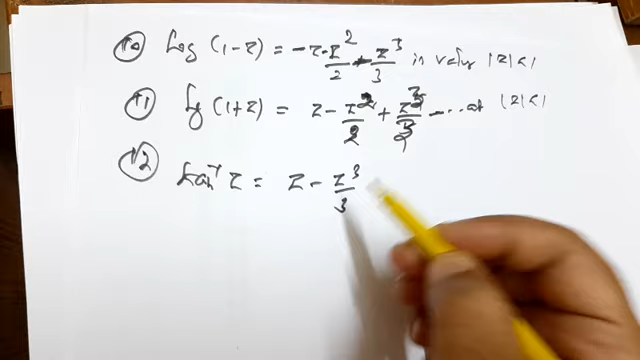 10 Log (1-z) = -z - z²/2 - z³/3 in valy |z|<1
11 Log (1+z) = z - z²/2 + z³/3 - ... at |z|<1
12 tan⁻¹ z = z - z³/3